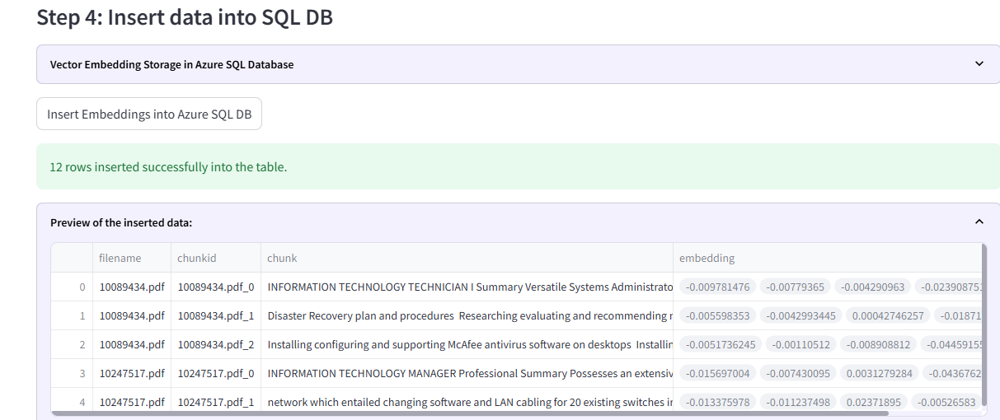 Step 4: Insert data into SQL DB
Vector Embedding Storage in Azure SQL Database
Insert Embeddings into Azure SQL DB
12 rows inserted successfully into the table.
Preview of the inserted data:
filename chunkid chunk embedding
0 10089434.pdf 10089434.pdf_0 INFORMATION TECHNOLOGY TECHNICIAN I Summary Versatile Systems Administrato -0.009781476 -0.00779365 -0.004290963 -0.023908751
1 10089434.pdf 10089434.pdf_1 Disaster Recovery plan and procedures Researching evaluating and recommending -0.005598353 -0.0042993445 0.00042746257 -0.01871
2 10089434.pdf 10089434.pdf_2 Installing configuring and supporting McAfee antivirus software on desktops Installin -0.0051736245 -0.00110512 -0.008908812 -0.04459155
3 10247517.pdf 10247517.pdf_0 INFORMATION TECHNOLOGY MANAGER Professional Summary Possesses an extensiv -0.015697004 -0.007430095 0.0031279284 -0.0436762
4 10247517.pdf 10247517.pdf_1 network which entailed changing software and LAN cabling for 20 existing switches in -0.013375978 -0.011237498 0.02371895 -0.00526583